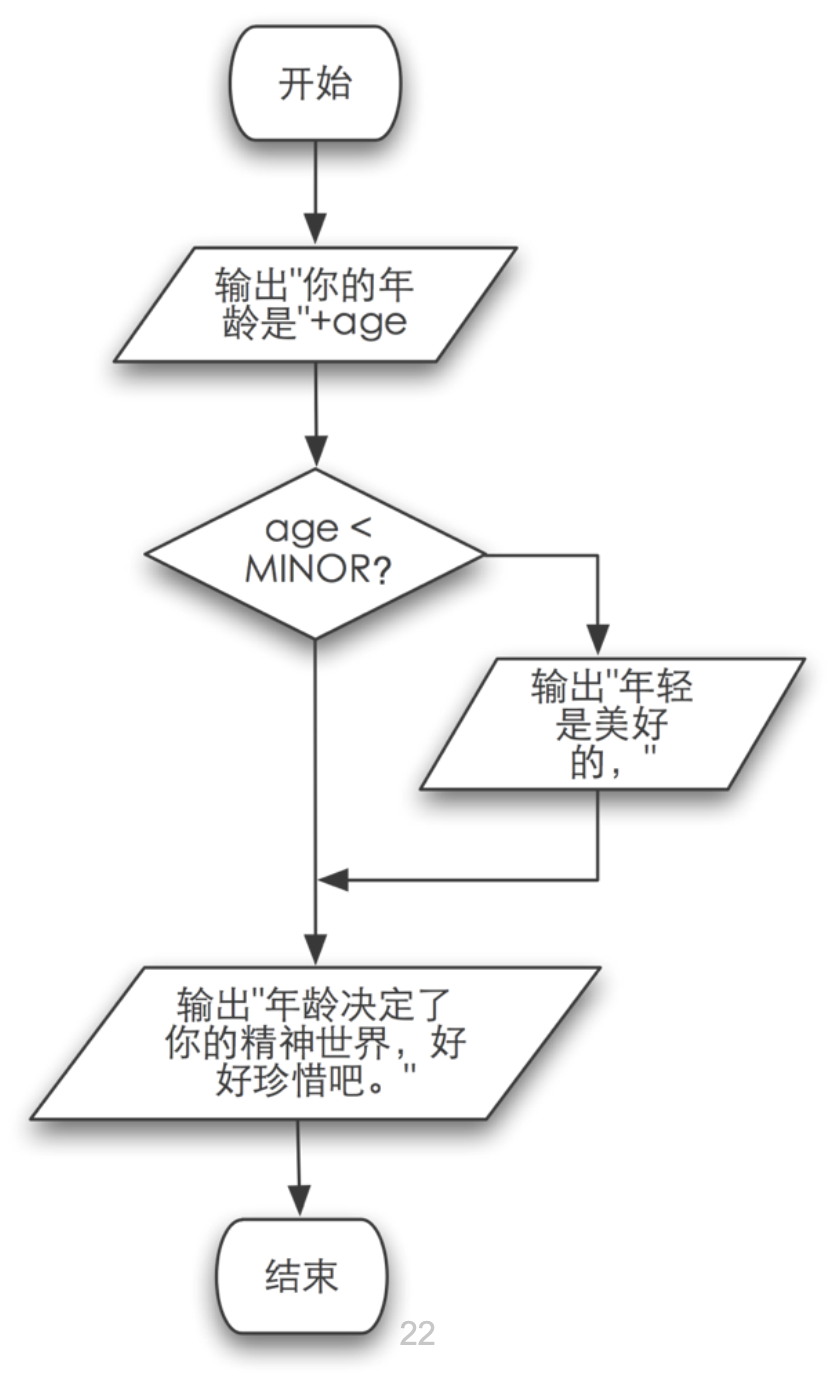 开始
输出"你的年
龄是"+age
age <
MINOR?
输出"年轻
是美好
的，"
输出"年龄决定了
你的精神世界，好
好珍惜吧。"
结束
22